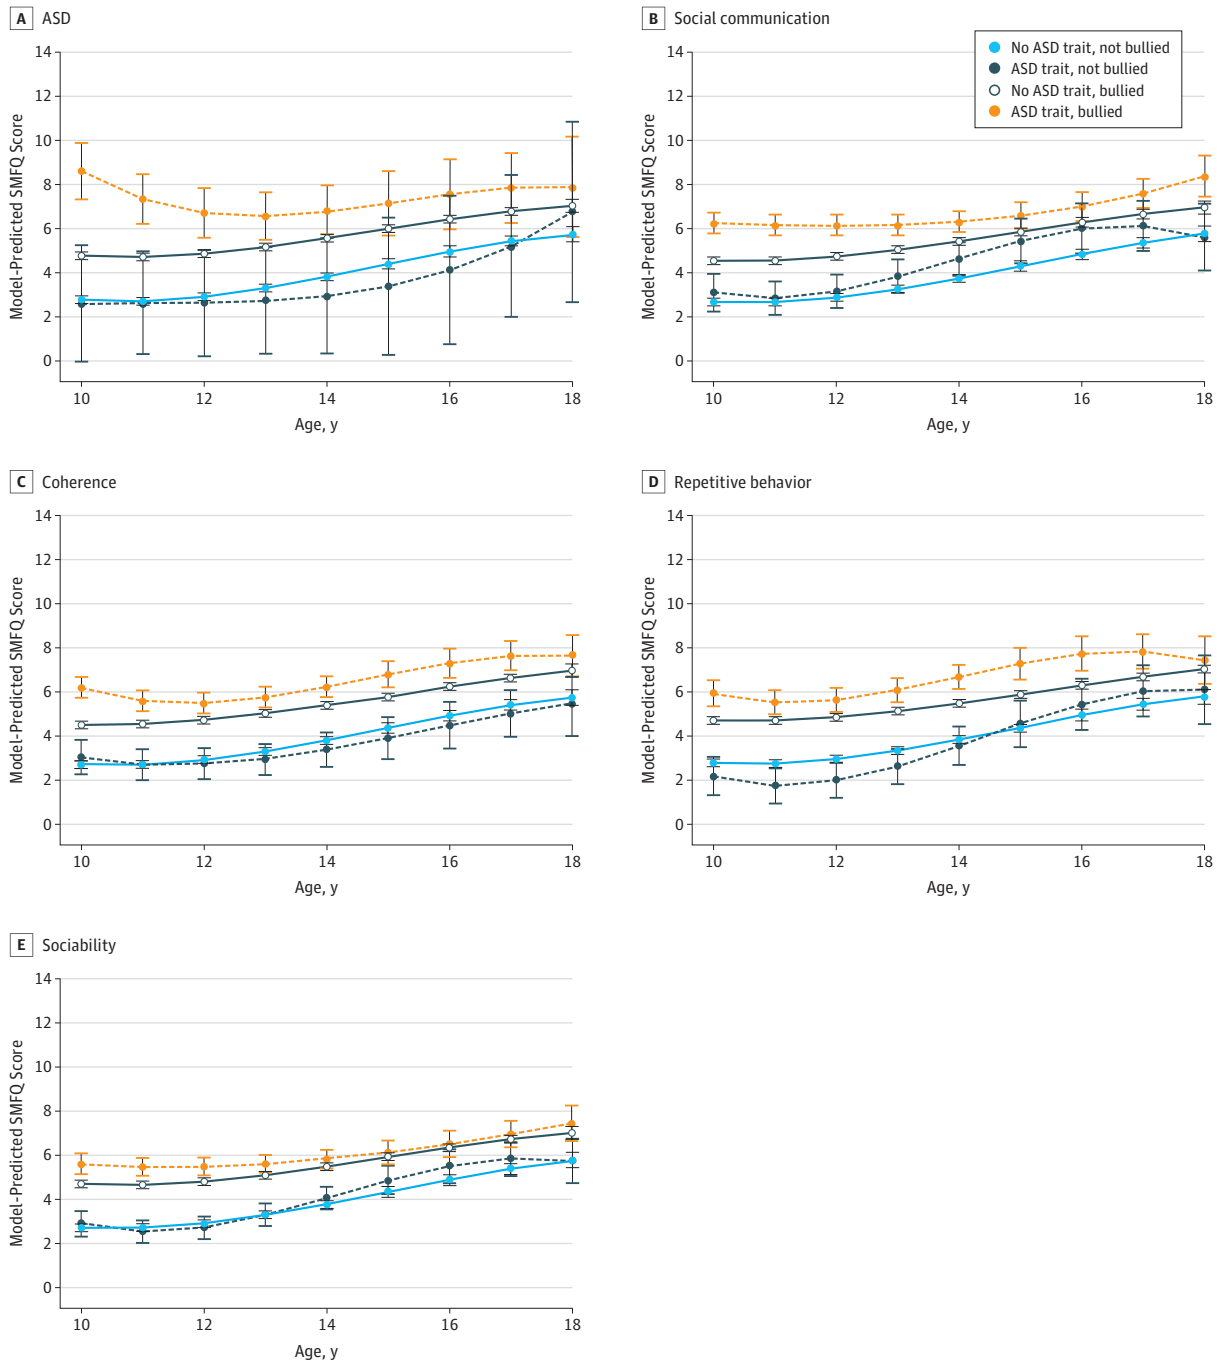 A ASD
14
12
10
8
6
4
2
0
Model-Predicted SMFQ Score
10 12 14 16 18
Age, y
B Social communication
No ASD trait, not bullied
ASD trait, not bullied
No ASD trait, bullied
ASD trait, bullied
14
12
10
8
6
4
2
0
Model-Predicted SMFQ Score
10 12 14 16 18
Age, y
C Coherence
14
12
10
8
6
4
2
0
Model-Predicted SMFQ Score
10 12 14 16 18
Age, y
D Repetitive behavior
14
12
10
8
6
4
2
0
Model-Predicted SMFQ Score
10 12 14 16 18
Age, y
E Sociability
14
12
10
8
6
4
2
0
Model-Predicted SMFQ Score
10 12 14 16 18
Age, y